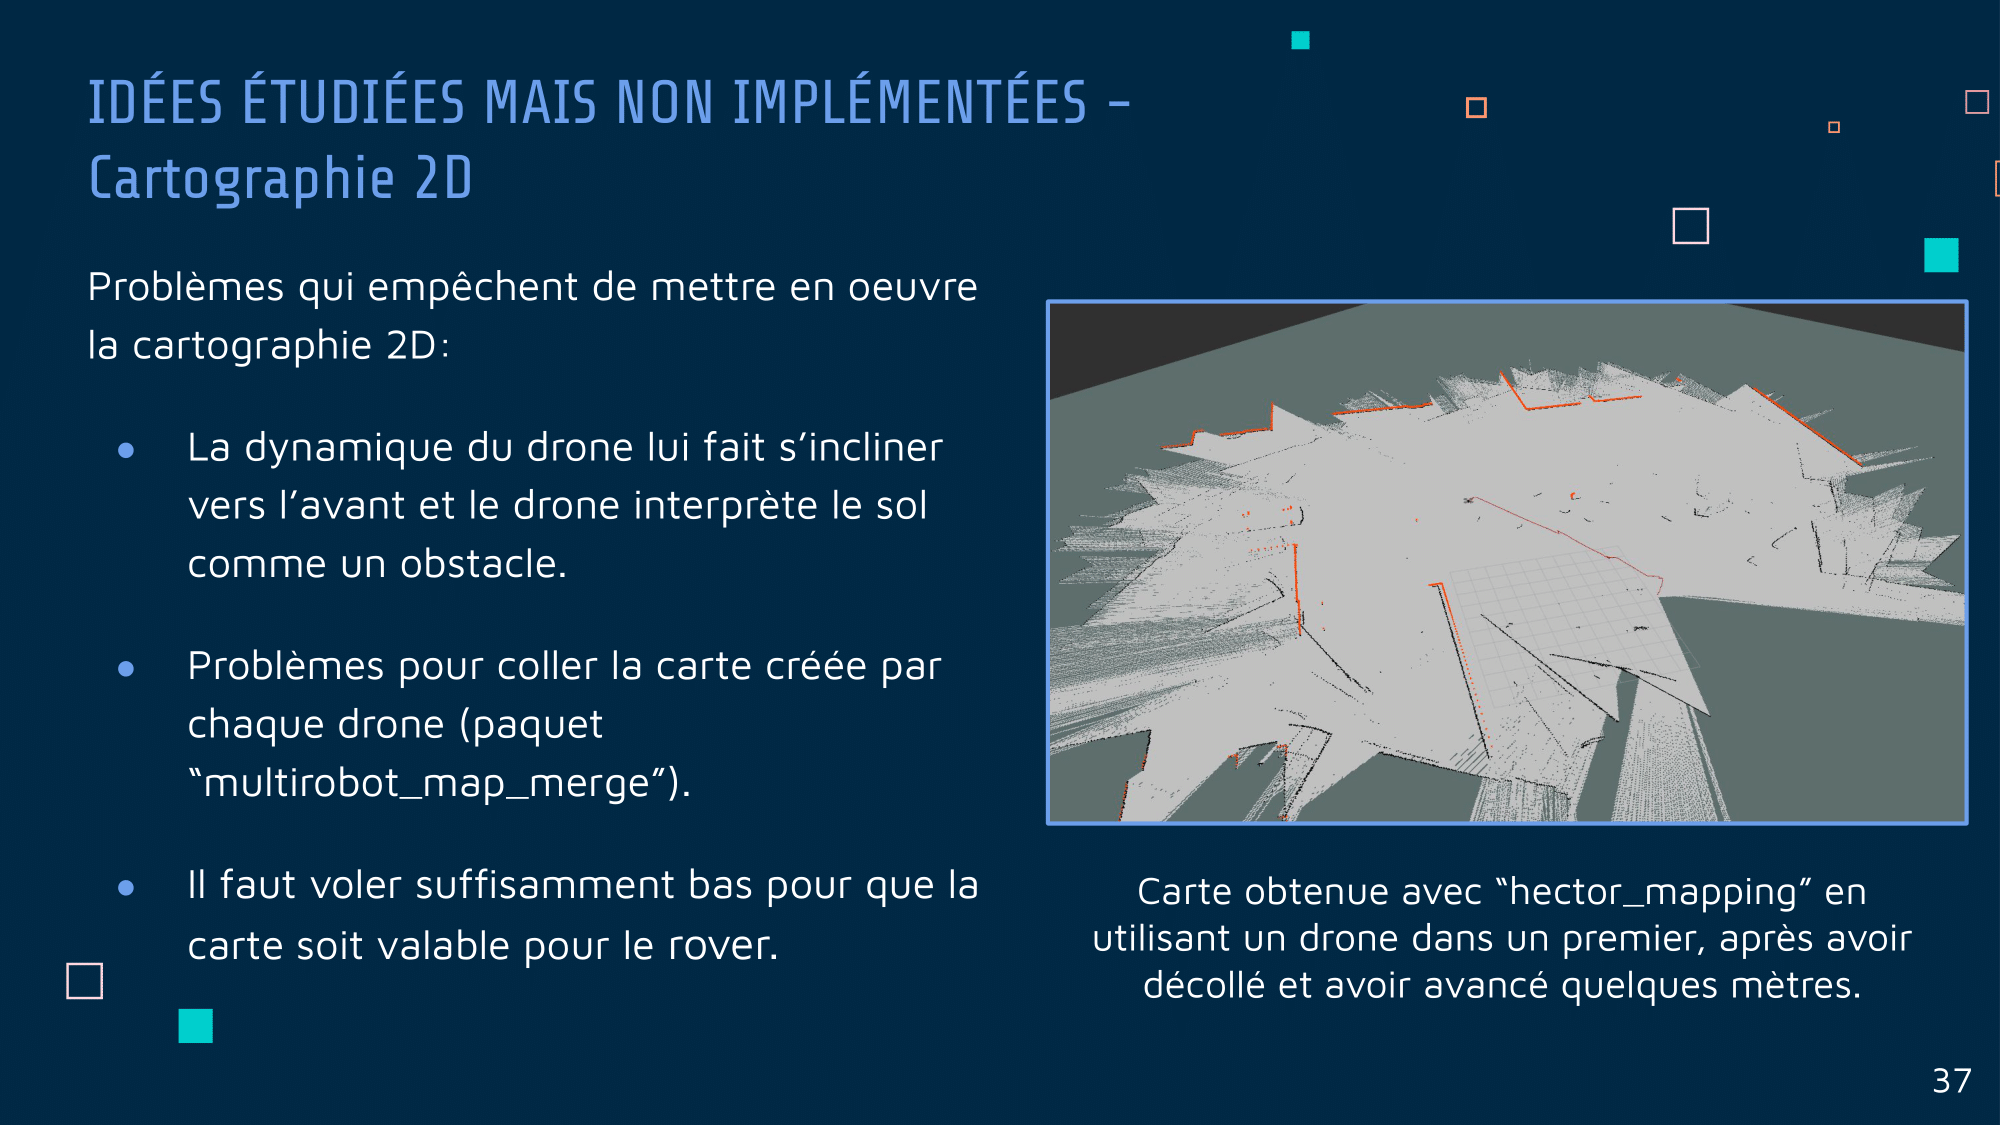 IDÉES ÉTUDIÉES MAIS NON IMPLÉMENTÉES –
Cartographie 2D
Problèmes qui empêchent de mettre en oeuvre
la cartographie 2D:
● La dynamique du drone lui fait s’incliner
vers l’avant et le drone interprète le sol
comme un obstacle.
● Problèmes pour coller la carte créée par
chaque drone (paquet
“multirobot_map_merge”).
● Il faut voler suffisamment bas pour que la
carte soit valable pour le rover.
Carte obtenue avec “hector_mapping” en
utilisant un drone dans un premier, après avoir
décollé et avoir avancé quelques mètres.
37